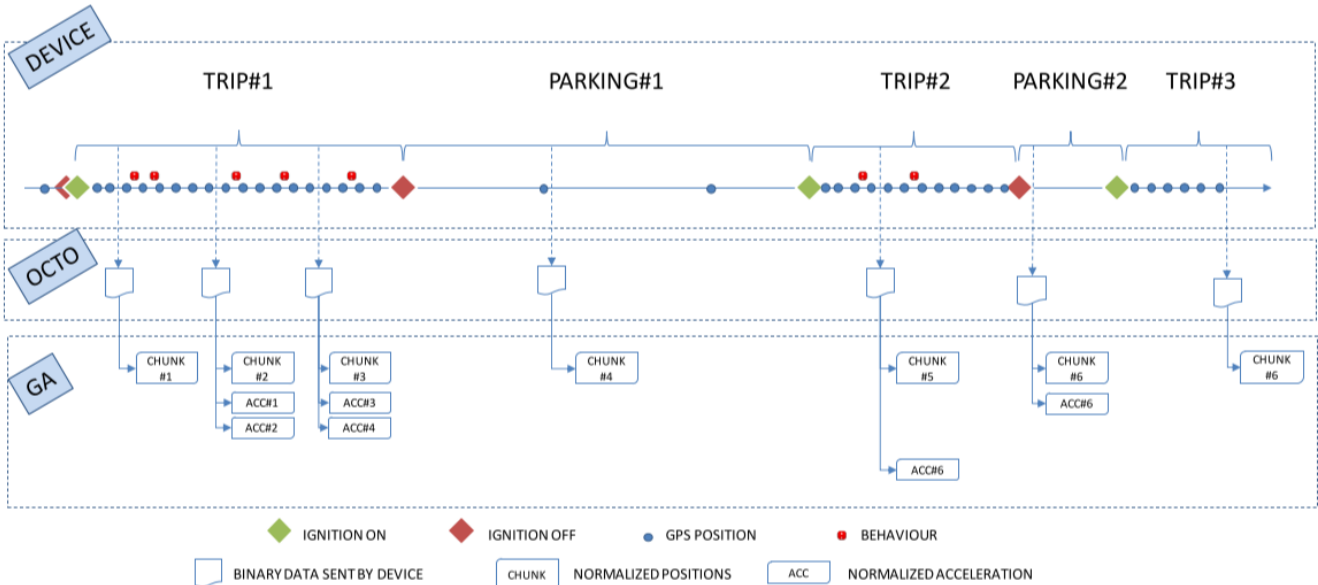 DEVICE
TRIP#1
PARKING#1
TRIP#2
PARKING#2
TRIP#3
OCTO
GA
CHUNK
#1
CHUNK
#2
ACC#1
ACC#2
CHUNK
#3
ACC#3
ACC#4
CHUNK
#4
CHUNK
#5
ACC#6
CHUNK
#6
ACC#6
CHUNK
#6
IGNITION ON
IGNITION OFF
GPS POSITION
BEHAVIOUR
BINARY DATA SENT BY DEVICE
CHUNK
NORMALIZED POSITIONS
ACC
NORMALIZED ACCELERATION